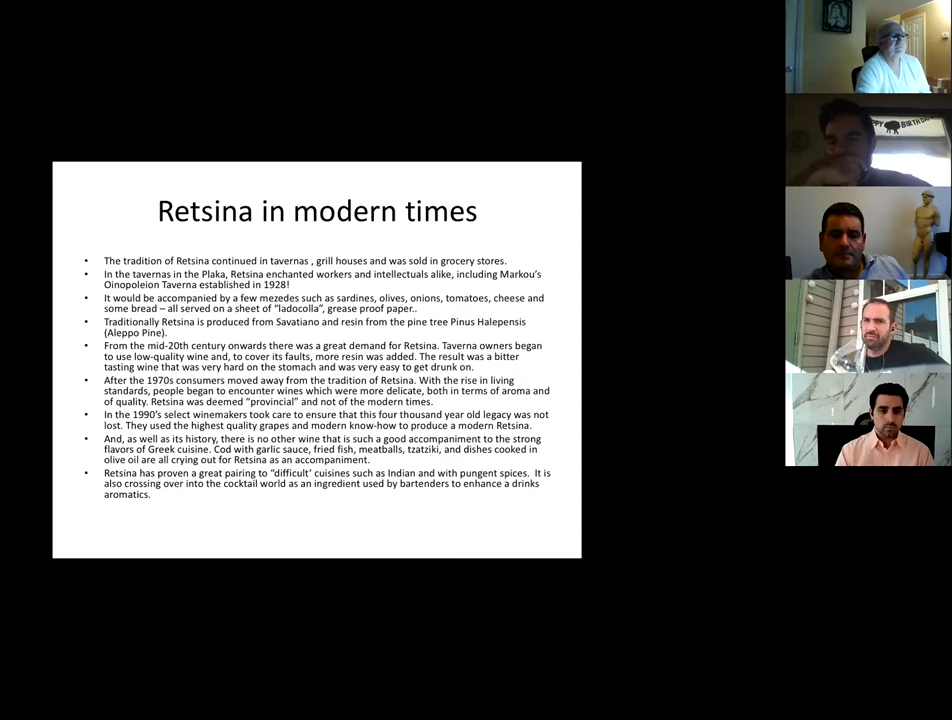 Retsina in modern times
• The tradition of Retsina continued in tavernas , grill houses and was sold in grocery stores.
• In the tavernas in the Plaka, Retsina enchanted workers and intellectuals alike, including Markou's
Oinopoleion Taverna established in 1928!
• It would be accompanied by a few mezedes such as sardines, olives, onions, tomatoes, cheese and
some bread – all served on a sheet of "ladocolla", grease proof paper..
• Traditionally Retsina is produced from Savatiano and resin from the pine tree Pinus Halepensis
(Aleppo Pine).
• From the mid-20th century onwards there was a great demand for Retsina. Taverna owners began
to use low-quality wine and, to cover its faults, more resin was added. The result was a bitter
tasting wine that was very hard on the stomach and was very easy to get drunk on.
• After the 1970s consumers moved away from the tradition of Retsina. With the rise in living
standards, people began to encounter wines which were more delicate, both in terms of aroma and
of quality. Retsina was deemed "provincial" and not of the modern times.
• In the 1990's select winemakers took care to ensure that this four thousand year old legacy was not
lost. They used the highest quality grapes and modern know-how to produce a modern Retsina.
• And, as well as its history, there is no other wine that is such a good accompaniment to the strong
flavors of Greek cuisine. Cod with garlic sauce, fried fish, meatballs, tzatziki, and dishes cooked in
olive oil are all crying out for Retsina as an accompaniment.
• Retsina has proven a great pairing to "difficult' cuisines such as Indian and with pungent spices. It is
also crossing over into the cocktail world as an ingredient used by bartenders to enhance a drinks
aromatics.
PPY BIRTHDA